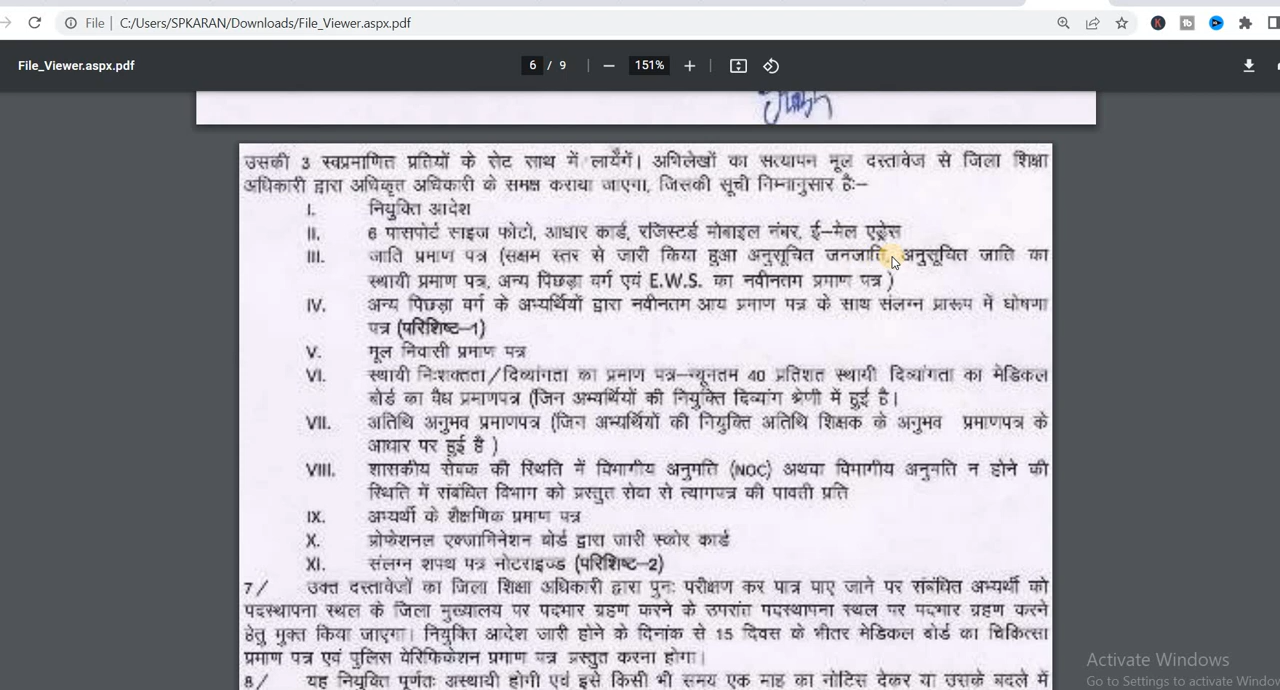 File C:/Users/SPKARAN/Downloads/File_Viewer.aspx.pdf
File_Viewer.aspx.pdf 6 / 9 151%
उसकी 3 स्वप्रमाणित प्रतियों के सेट साथ में लायेंगें। अभिलेखों का सत्यापन मूल दस्तावेज से जिला शिक्षा
अधिकारी द्वारा अधिकृत अधिकारी के समक्ष कराया जाएगा, जिसकी सूची निम्नानुसार है:–
I. नियुक्ति आदेश
II. 6 पासपोर्ट साइज फोटो, आधार कार्ड, रजिस्टर्ड मोबाइल नंबर, ई–मेल एड्रेस
III. जाति प्रमाण पत्र (सक्षम स्तर से जारी किया हुआ अनुसूचित जनजाति, अनुसूचित जाति का
स्थायी प्रमाण पत्र, अन्य पिछड़ा वर्ग एवं E.W.S. का नवीनतम प्रमाण पत्र )
IV. अन्य पिछड़ा वर्ग के अभ्यर्थियों द्वारा नवीनतम आय प्रमाण पत्र के साथ संलग्न प्रारूप में घोषणा
पत्र (परिशिष्ट–1)
V. मूल निवासी प्रमाण पत्र
VI. स्थायी निःशक्तता/दिव्यांगता का प्रमाण पत्र–न्यूनतम 40 प्रतिशत स्थायी दिव्यांगता का मेडिकल
बोर्ड का वैध प्रमाणपत्र (जिन अभ्यर्थियों की नियुक्ति दिव्यांग श्रेणी में हुई है।
VII. अतिथि अनुभव प्रमाणपत्र (जिन अभ्यर्थियों की नियुक्ति अतिथि शिक्षक के अनुभव प्रमाणपत्र के
आधार पर हुई है )
VIII. शासकीय सेवक की स्थिति में विभागीय अनुमति (NOC) अथवा विभागीय अनुमति न होने की
स्थिति में संबंधित विभाग को प्रस्तुत सेवा से त्यागपत्र की पावती प्रति
IX. अभ्यर्थी के शैक्षणिक प्रमाण पत्र
X. प्रोफेशनल एक्जामिनेशन बोर्ड द्वारा जारी स्कोर कार्ड
XI. संलग्न शपथ पत्र नोटराइज्ड (परिशिष्ट–2)
7/ उक्त दस्तावेजों का जिला शिक्षा अधिकारी द्वारा पुनः परीक्षण कर पात्र पाए जाने पर संबंधित अभ्यर्थी को
पदस्थापना स्थल के जिला मुख्यालय पर पदभार ग्रहण करने के उपरांत पदस्थापना स्थल पर पदभार ग्रहण करने
हेतु मुक्त किया जाएगा। नियुक्ति आदेश जारी होने के दिनांक से 15 दिवस के भीतर मेडिकल बोर्ड का चिकित्सा
प्रमाण पत्र एवं पुलिस वेरिफिकेशन प्रमाण पत्र प्रस्तुत करना होगा।
8/ यह नियुक्ति पूर्णतः अस्थायी होगी एवं इसे किसी भी समय एक माह का नोटिस देकर या उसके बदले में
Activate Windows
Go to Settings to activate Windows